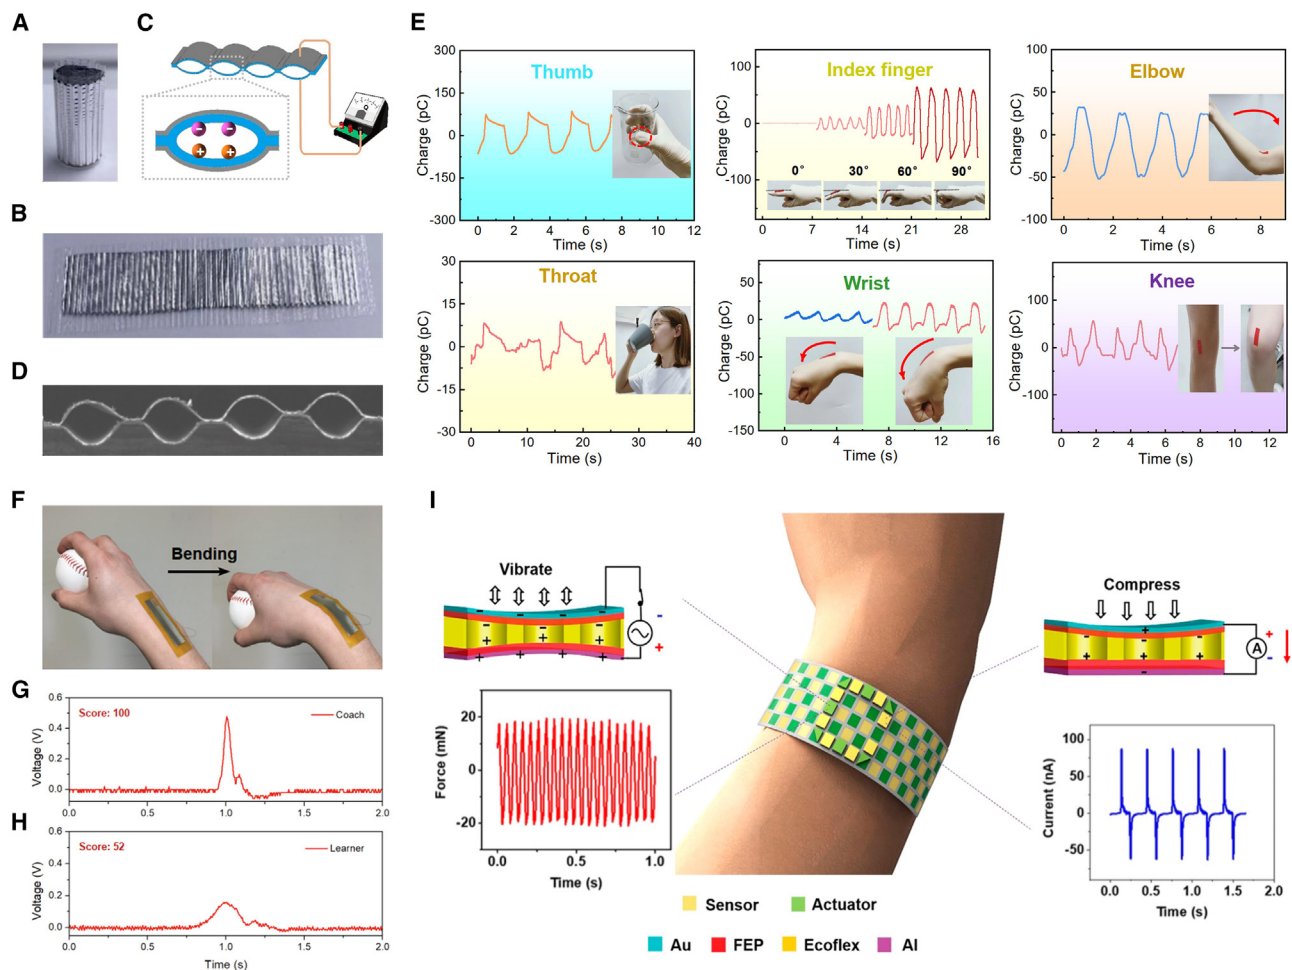 A
C
E
Q
B
D
300
150
0
-150
-300
Charge (pC)
Thumb
0 2 4 6 8 10 12
Time (s)
100
0
-100
Charge (pC)
Index finger
0° 30° 60° 90°
0 7 14 21 28
Time (s)
100
50
0
-50
-100
Charge (pC)
Elbow
0 2 4 6 8
Time (s)
30
15
0
-15
-30
Charge (pC)
Throat
0 10 20 30 40
Time (s)
50
0
-50
-100
-150
Charge (pC)
Wrist
0 4 8 12 16
Time (s)
100
0
-100
Charge (pC)
Knee
0 2 4 6 8 10 12
Time (s)
F
Bending
G
0.6
0.4
0.2
0.0
Voltage (V)
Score: 100
Coach
0.0 0.5 1.0 1.5 2.0
H
0.6
0.4
0.2
0.0
Voltage (V)
Score: 52
Learner
0.0 0.5 1.0 1.5 2.0
Time (s)
I
Vibrate
Compress
A
20
0
-20
Force (mN)
0.0 0.5 1.0
Time (s)
100
50
0
-50
Current (nA)
0.0 0.5 1.0 1.5 2.0
Time (s)
Sensor Actuator
Au FEP Ecoflex Al